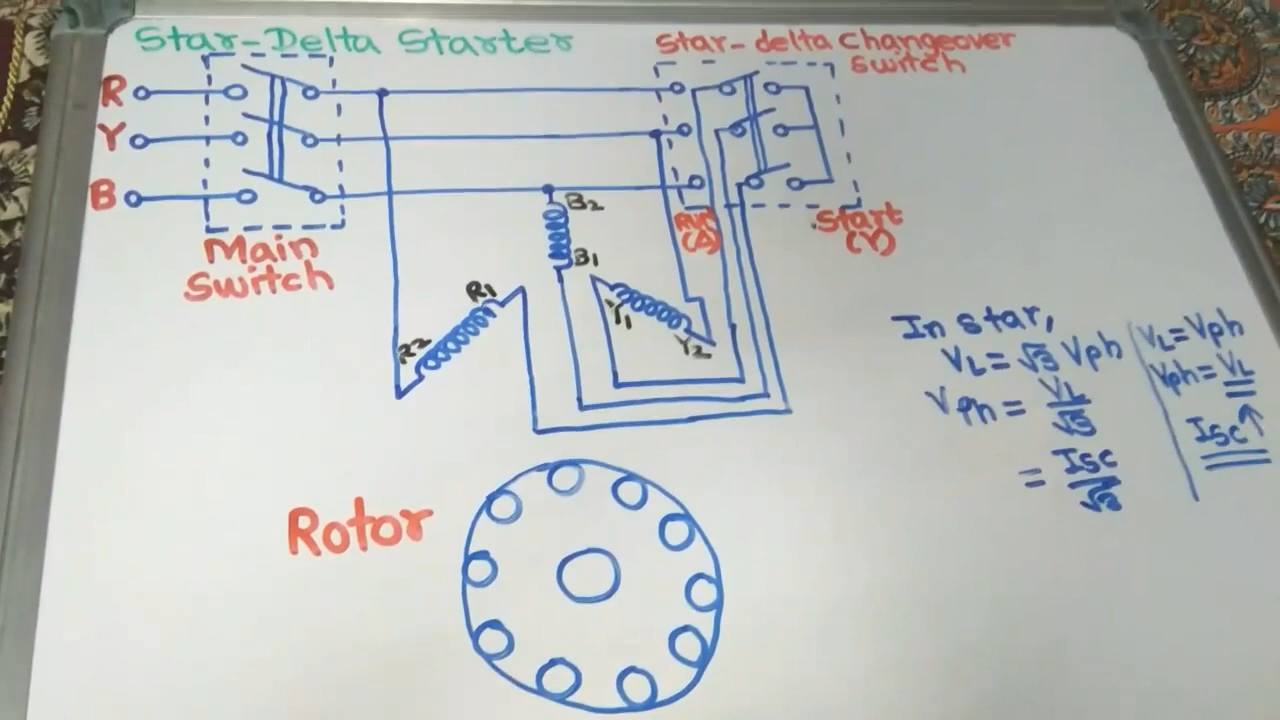 Star-Delta Starter
Star-delta Changeover
Switch
R
Y
B
Main
Switch
Run
(Δ)
Start
(Y)
B2
B1
R1
R2
Y1
Y2
In star,
VL = √3 Vph
Vph = VL/√3
= Isc/√3
VL = Vph
Vph = VL
Isc↑
Rotor